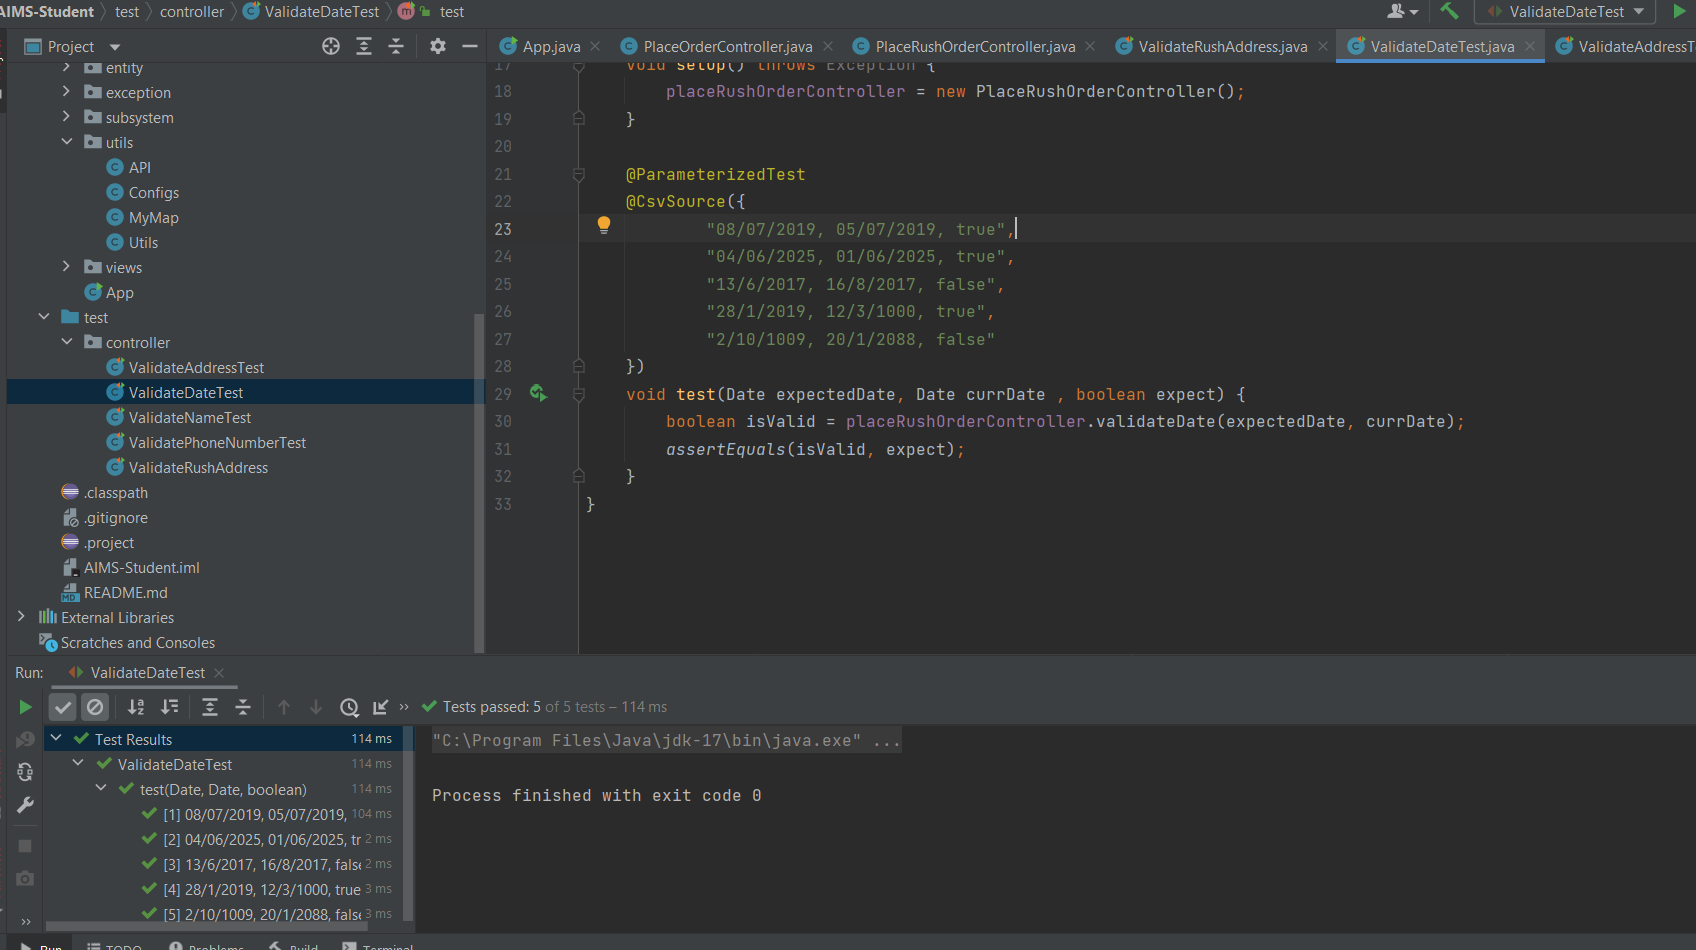 AIMS-Student test controller ValidateDateTest test
ValidateDateTest
Project
App.java PlaceOrderController.java PlaceRushOrderController.java ValidateRushAddress.java ValidateDateTest.java ValidateAddressT
entity
exception
subsystem
utils
API
Configs
MyMap
Utils
views
App
test
controller
ValidateAddressTest
ValidateDateTest
ValidateNameTest
ValidatePhoneNumberTest
ValidateRushAddress
.classpath
.gitignore
.project
AIMS-Student.iml
README.md
External Libraries
Scratches and Consoles
17 void setup() throws Exception {
18 placeRushOrderController = new PlaceRushOrderController();
19 }
20
21 @ParameterizedTest
22 @CsvSource({
23 "08/07/2019, 05/07/2019, true",
24 "04/06/2025, 01/06/2025, true",
25 "13/6/2017, 16/8/2017, false",
26 "28/1/2019, 12/3/1000, true",
27 "2/10/1009, 20/1/2088, false"
28 })
29 void test(Date expectedDate, Date currDate , boolean expect) {
30 boolean isValid = placeRushOrderController.validateDate(expectedDate, currDate);
31 assertEquals(isValid, expect);
32 }
33 }
Run: ValidateDateTest
Tests passed: 5 of 5 tests – 114 ms
Test Results 114 ms
ValidateDateTest 114 ms
test(Date, Date, boolean) 114 ms
[1] 08/07/2019, 05/07/2019, 104 ms
[2] 04/06/2025, 01/06/2025, tr 2 ms
[3] 13/6/2017, 16/8/2017, false 2 ms
[4] 28/1/2019, 12/3/1000, true 3 ms
[5] 2/10/1009, 20/1/2088, false 3 ms
"C:\Program Files\Java\jdk-17\bin\java.exe" ...
Process finished with exit code 0
Run TODO Problems Build Terminal